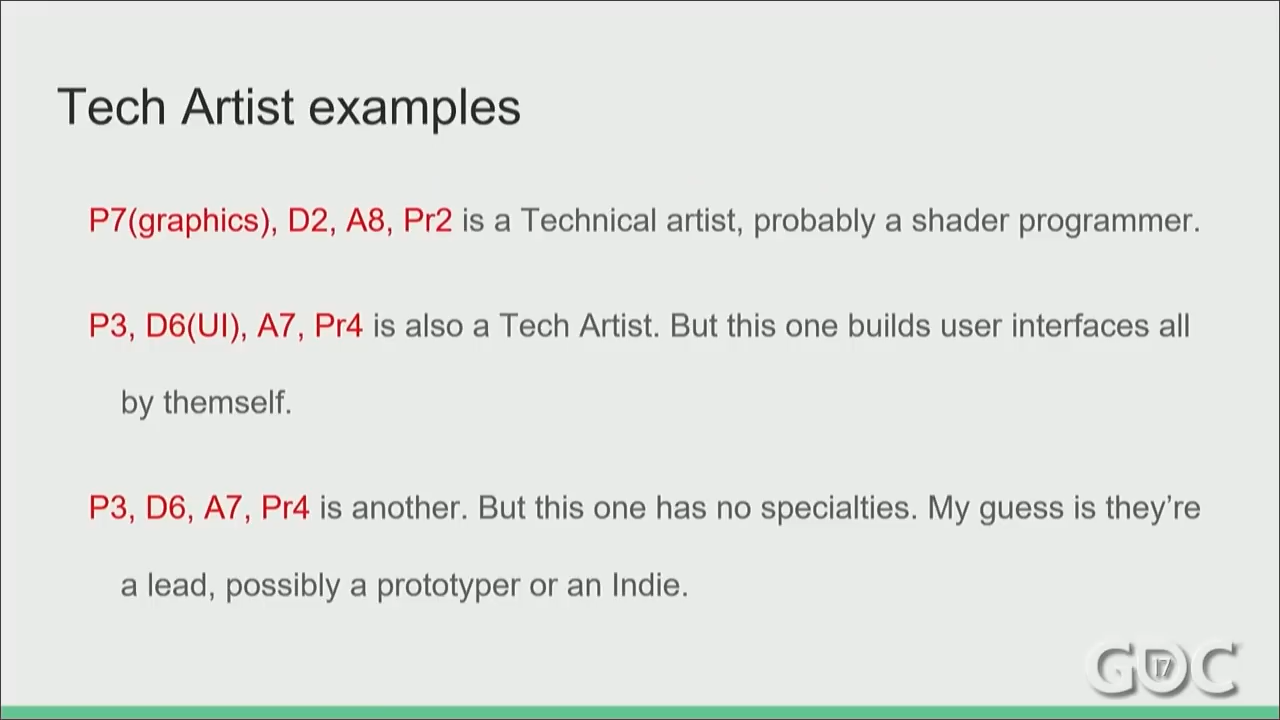 Tech Artist examples
P7(graphics), D2, A8, Pr2 is a Technical artist, probably a shader programmer.
P3, D6(UI), A7, Pr4 is also a Tech Artist. But this one builds user interfaces all
by themself.
P3, D6, A7, Pr4 is another. But this one has no specialties. My guess is they’re
a lead, possibly a prototyper or an Indie.
GDC 17